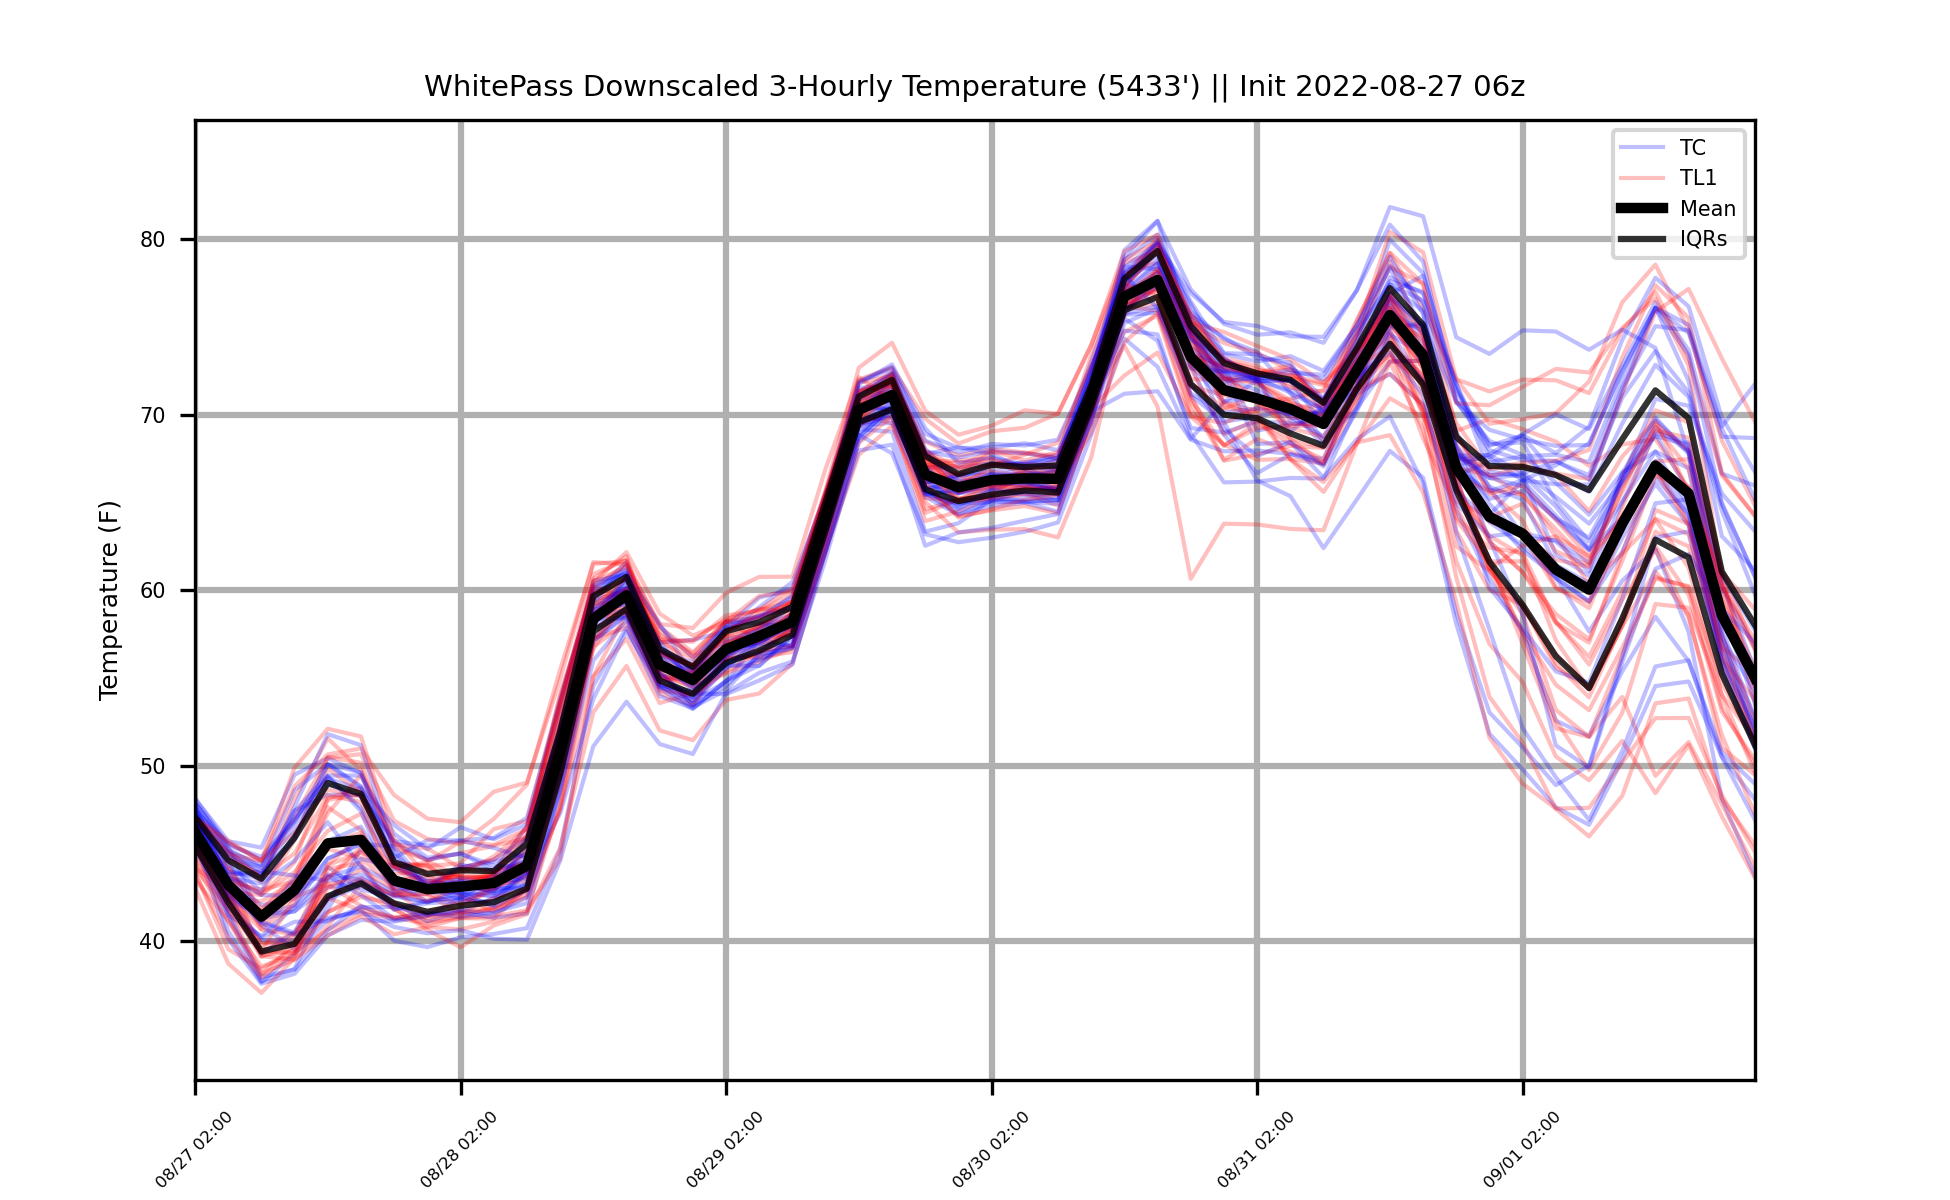 WhitePass Downscaled 3-Hourly Temperature (5433') || Init 2022-08-27 06z
TC
TL1
Mean
IQRs
Temperature (F)
80
70
60
50
40
08/27 02:00
08/28 02:00
08/29 02:00
08/30 02:00
08/31 02:00
09/01 02:00